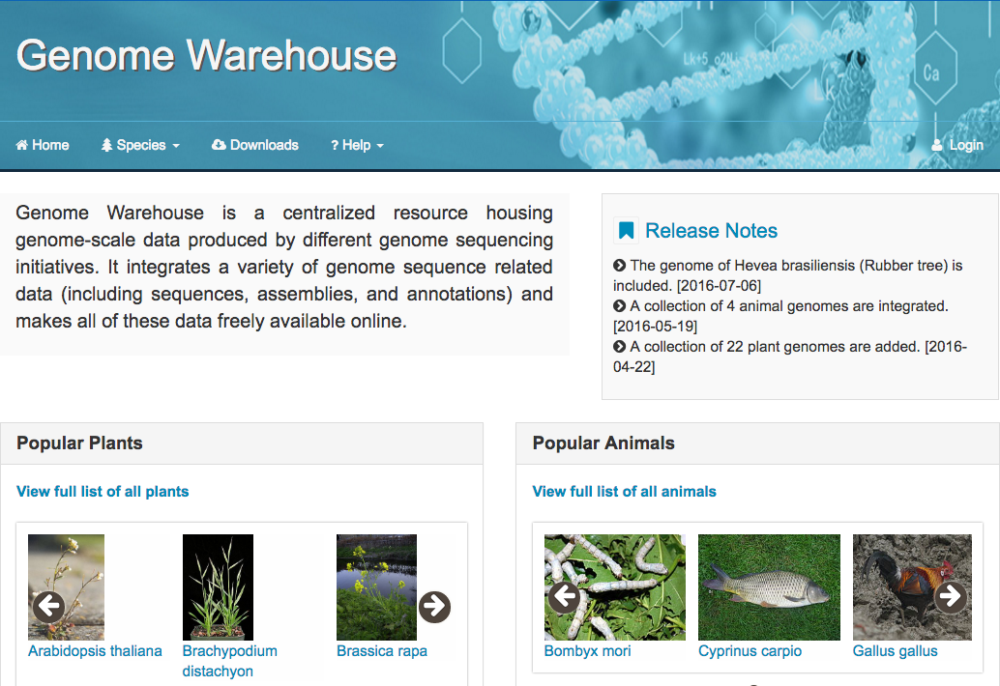 Genome Warehouse
Lk+5 o2N
Ca
Lk
Home
Species
Downloads
? Help
Login
Genome Warehouse is a centralized resource housing
genome-scale data produced by different genome sequencing
initiatives. It integrates a variety of genome sequence related
data (including sequences, assemblies, and annotations) and
makes all of these data freely available online.
Release Notes
The genome of Hevea brasiliensis (Rubber tree) is
included. [2016-07-06]
A collection of 4 animal genomes are integrated.
[2016-05-19]
A collection of 22 plant genomes are added. [2016-
04-22]
Popular Plants
View full list of all plants
Arabidopsis thaliana
Brachypodium
distachyon
Brassica rapa
Popular Animals
View full list of all animals
Bombyx mori
Cyprinus carpio
Gallus gallus